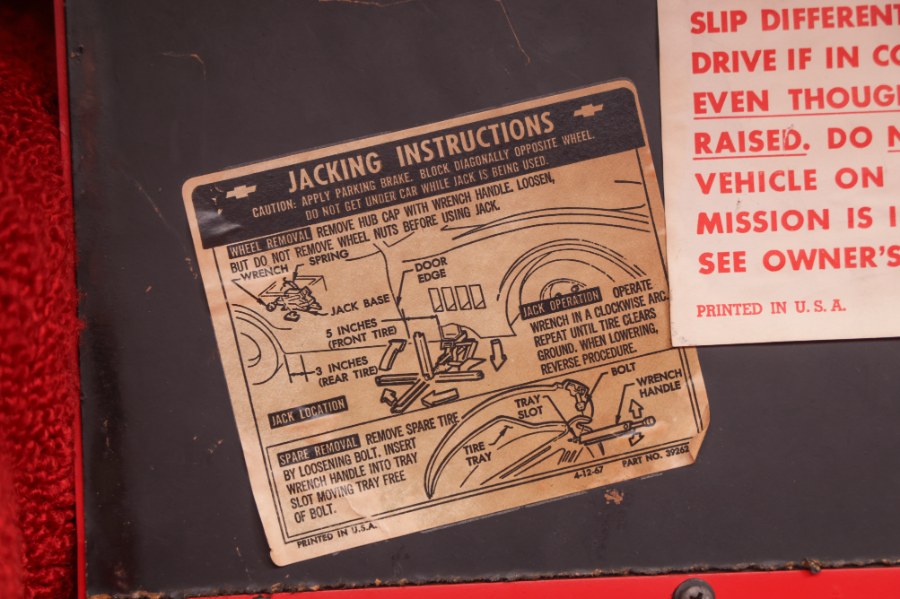 JACKING INSTRUCTIONS
CAUTION: APPLY PARKING BRAKE. BLOCK DIAGONALLY OPPOSITE WHEEL.
DO NOT GET UNDER CAR WHILE JACK IS BEING USED.
WHEEL REMOVAL REMOVE HUB CAP WITH WRENCH HANDLE. LOOSEN,
BUT DO NOT REMOVE WHEEL NUTS BEFORE USING JACK.
WRENCH
SPRING
JACK BASE
DOOR
EDGE
5 INCHES
(FRONT TIRE)
3 INCHES
(REAR TIRE)
JACK LOCATION
JACK OPERATION OPERATE
WRENCH IN A CLOCKWISE ARC.
REPEAT UNTIL TIRE CLEARS
GROUND. WHEN LOWERING,
REVERSE PROCEDURE.
SPARE REMOVAL REMOVE SPARE TIRE
BY LOOSENING BOLT. INSERT
WRENCH HANDLE INTO TRAY
SLOT MOVING TRAY FREE
OF BOLT.
TIRE
TRAY
TRAY
SLOT
BOLT
WRENCH
HANDLE
4-12-67
PART NO. 39262
PRINTED IN U.S.A.
SLIP DIFFERENT
DRIVE IF IN CO
EVEN THOUG
RAISED. DO N
VEHICLE ON
MISSION IS I
SEE OWNER'S
PRINTED IN U. S. A.